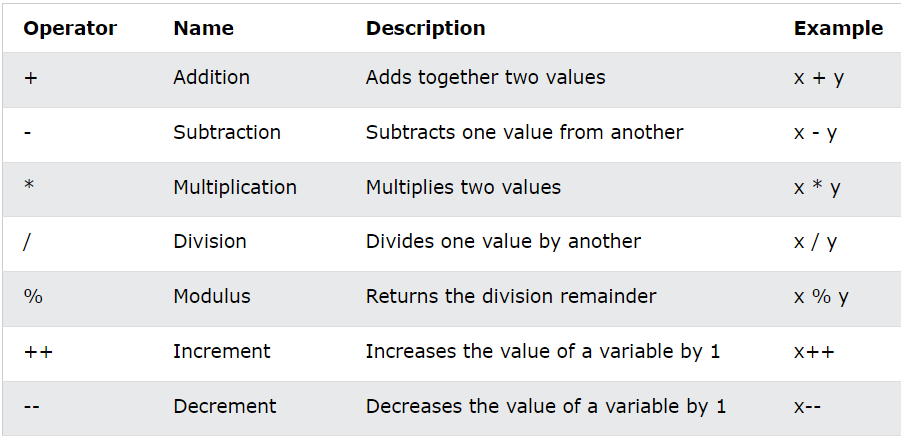 Operator Name Description Example
+ Addition Adds together two values x + y
- Subtraction Subtracts one value from another x - y
* Multiplication Multiplies two values x * y
/ Division Divides one value by another x / y
% Modulus Returns the division remainder x % y
++ Increment Increases the value of a variable by 1 x++
-- Decrement Decreases the value of a variable by 1 x--